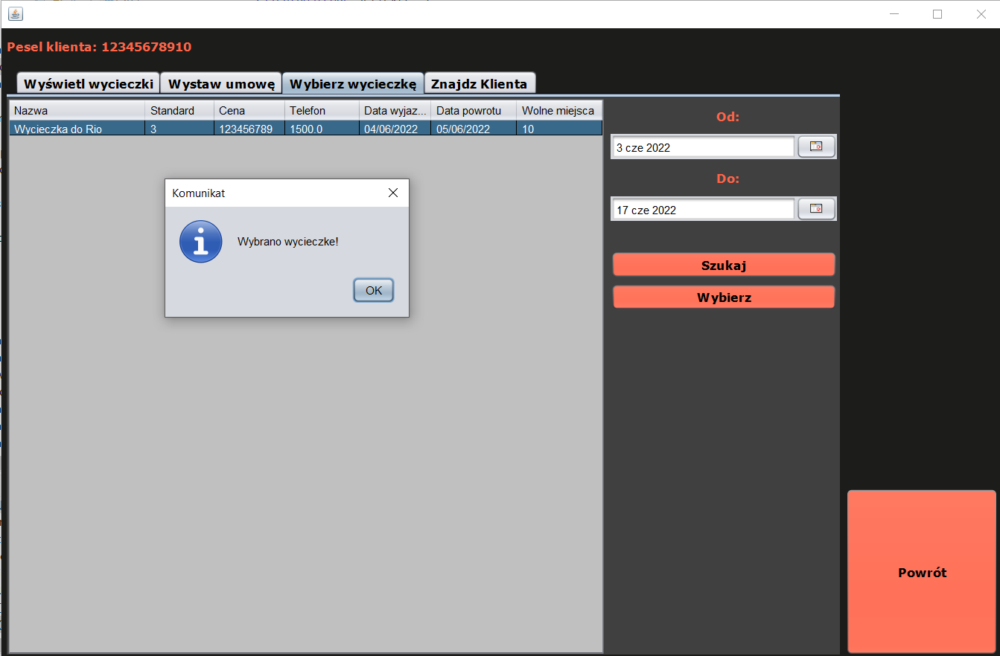 Pesel klienta: 12345678910
Wyświetl wycieczki Wystaw umowę Wybierz wycieczkę Znajdz Klienta
Nazwa Standard Cena Telefon Data wyjaz... Data powrotu Wolne miejsca
Wycieczka do Rio 3 123456789 1500.0 04/06/2022 05/06/2022 10
Od:
3 cze 2022
Do:
17 cze 2022
Szukaj
Wybierz
Komunikat
Wybrano wycieczke!
OK
Powrót